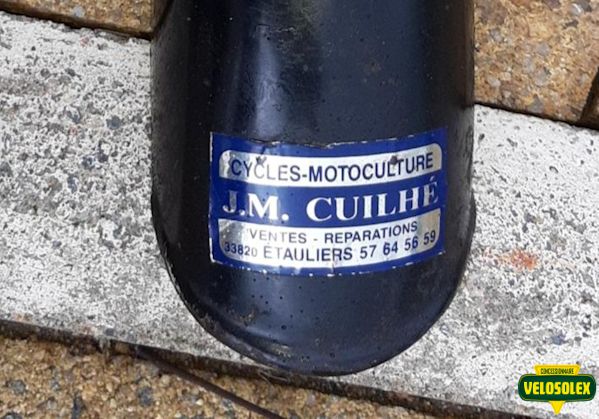 CYCLES-MOTOCULTURE
J.M. CUILHÉ
VENTES - REPARATIONS
33820 ÉTAULIERS 57 64 56 59
CONCESSIONNAIRE
VELOSOLEX